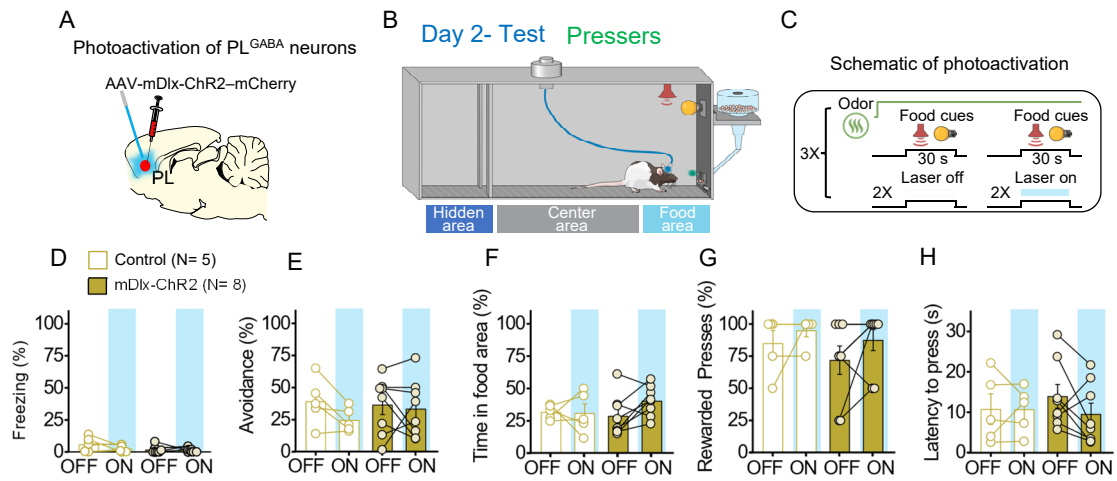 A
Photoactivation of PL^GABA neurons
AAV-mDlx-ChR2–mCherry
PL
B
Day 2- Test Pressers
Hidden area
Center area
Food area
C
Schematic of photoactivation
Odor
Food cues
Food cues
3X
30 s
30 s
Laser off
Laser on
2X
2X
D
Control (N= 5)
mDlx-ChR2 (N= 8)
Freezing (%)
100
75
50
25
0
OFF ON OFF ON
E
Avoidance (%)
100
75
50
25
0
OFF ON OFF ON
F
Time in food area (%)
100
75
50
25
0
OFF ON OFF ON
G
Rewarded Presses (%)
100
75
50
25
0
OFF ON OFF ON
H
Latency to press (s)
30
20
10
0
OFF ON OFF ON